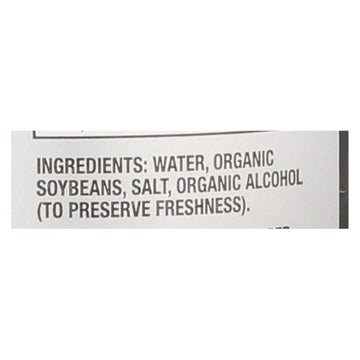 INGREDIENTS: WATER, ORGANIC
SOYBEANS, SALT, ORGANIC ALCOHOL
(TO PRESERVE FRESHNESS).